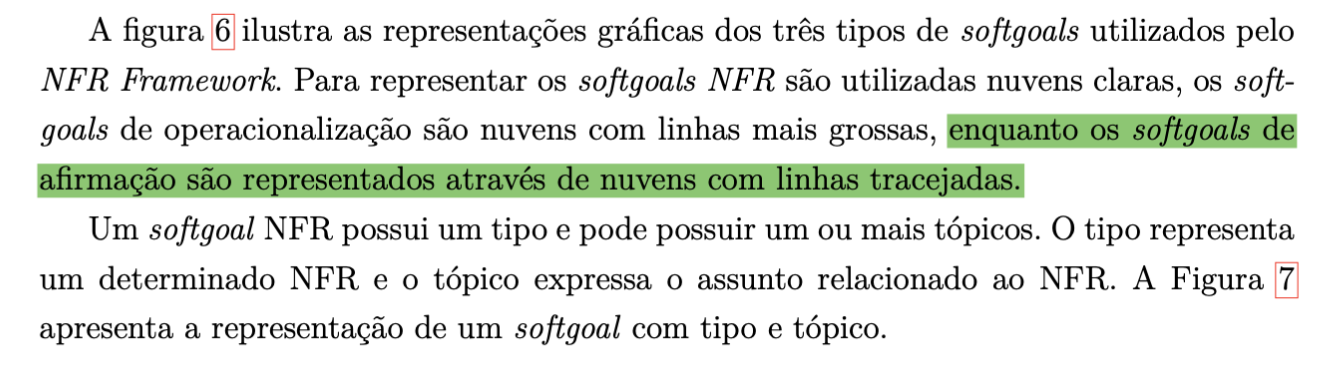 A figura 6 ilustra as representações gráficas dos três tipos de softgoals utilizados pelo
NFR Framework. Para representar os softgoals NFR são utilizadas nuvens claras, os soft-
goals de operacionalização são nuvens com linhas mais grossas, enquanto os softgoals de
afirmação são representados através de nuvens com linhas tracejadas.
Um softgoal NFR possui um tipo e pode possuir um ou mais tópicos. O tipo representa
um determinado NFR e o tópico expressa o assunto relacionado ao NFR. A Figura 7
apresenta a representação de um softgoal com tipo e tópico.